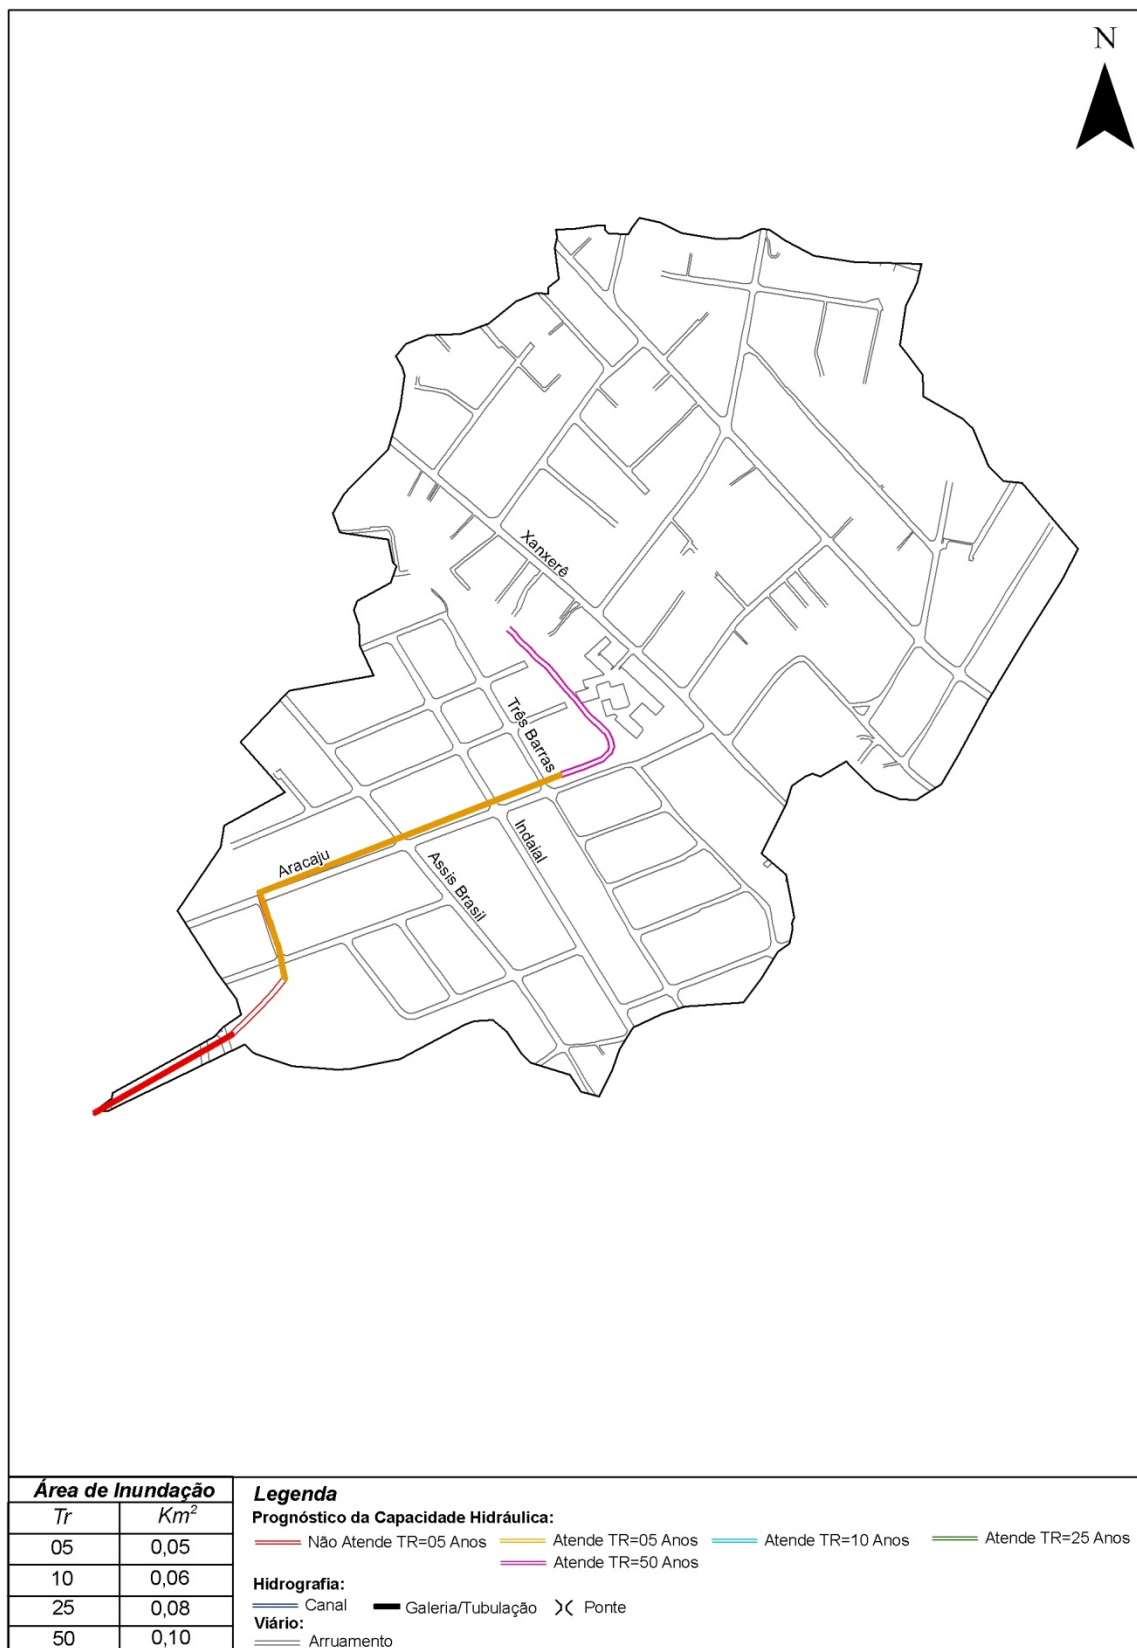 N
Xanxerê
Três Barras
Indaial
Aracaju
Assis Brasil
Área de Inundação
Tr Km²
05 0,05
10 0,06
25 0,08
50 0,10
Legenda
Prognóstico da Capacidade Hidráulica:
Não Atende TR=05 Anos Atende TR=05 Anos Atende TR=10 Anos Atende TR=25 Anos
Atende TR=50 Anos
Hidrografia:
Canal Galeria/Tubulação Ponte
Viário:
Arruamento